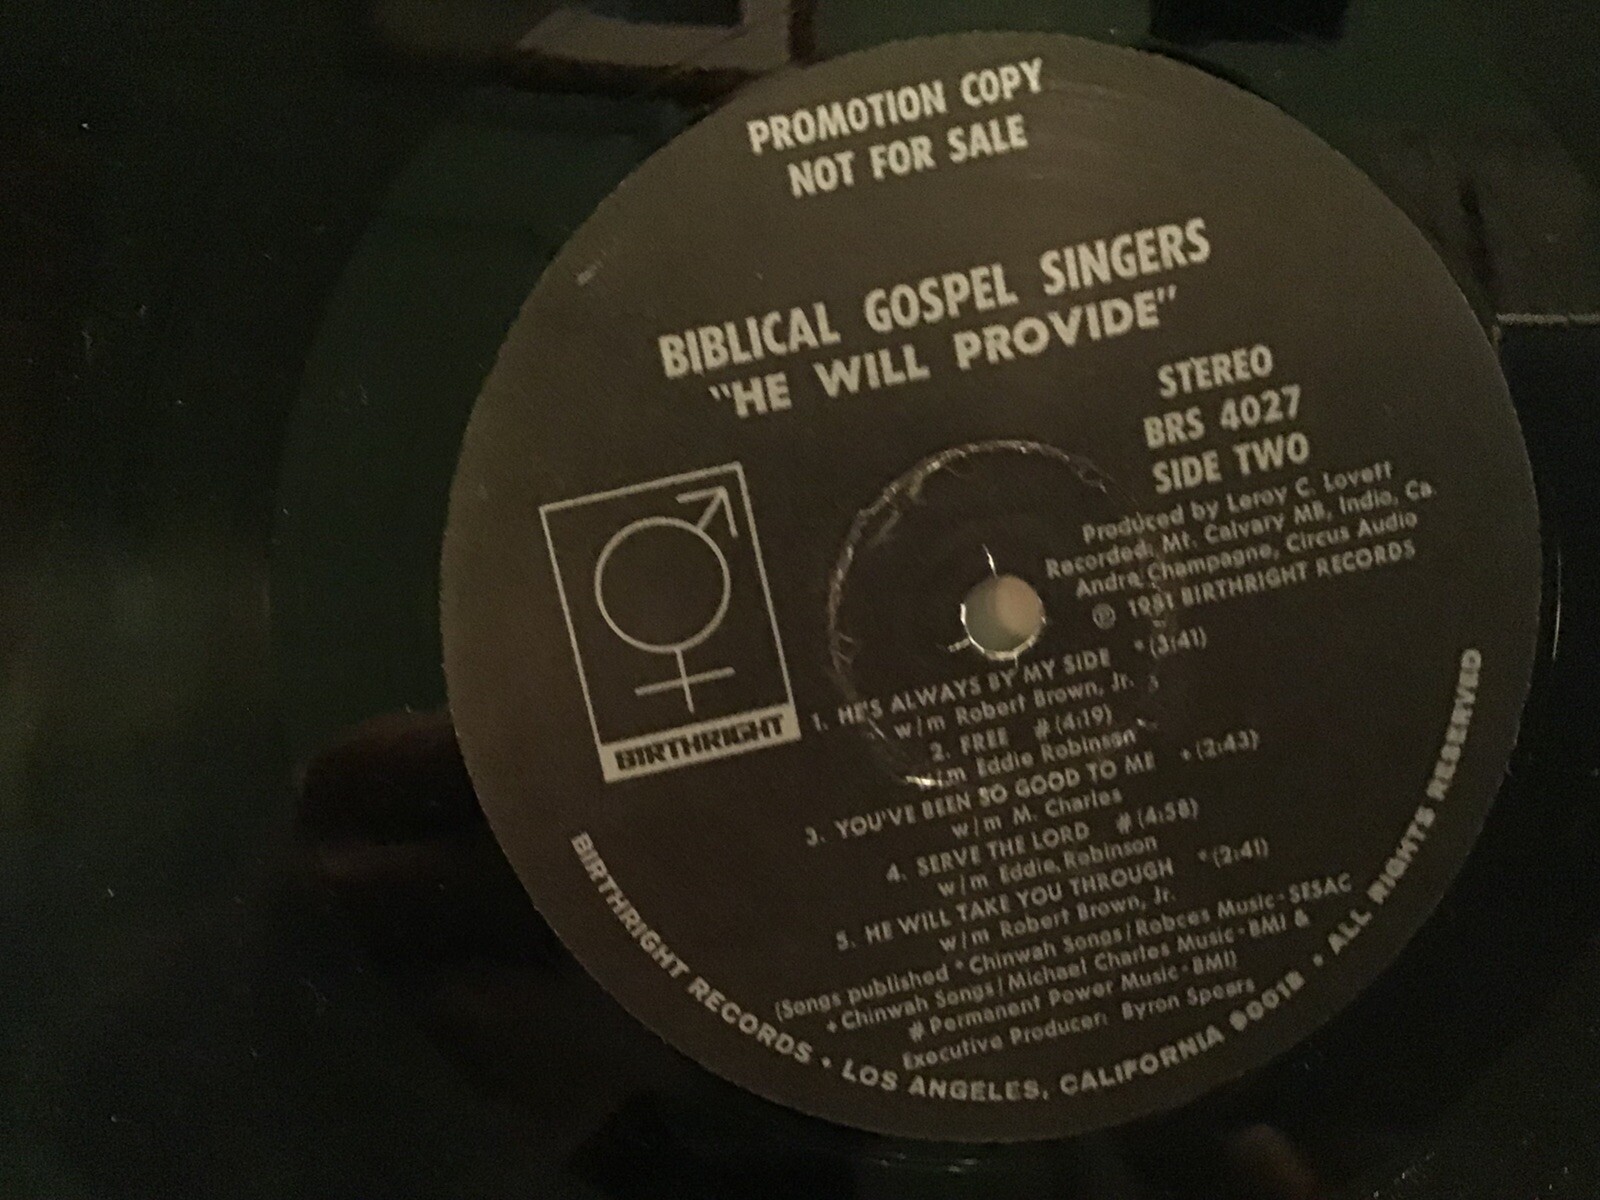 PROMOTION COPY
NOT FOR SALE
BIBLICAL GOSPEL SINGERS
"HE WILL PROVIDE"
STEREO
BRS 4027
SIDE TWO
Produced by Leroy C. Lovett
Recorded: Mt. Calvary MB, Indio, Ca.
Andra Champagne, Circus Audio
℗ 1981 BIRTHRIGHT RECORDS
BIRTHRIGHT
1. HE'S ALWAYS BY MY SIDE * (3:41)
w/m Robert Brown, Jr.
2. FREE # (4:19)
w/m Eddie Robinson
3. YOU'VE BEEN SO GOOD TO ME + (2:43)
w/m M. Charles
4. SERVE THE LORD # (4:58)
w/m Eddie Robinson
5. HE WILL TAKE YOU THROUGH * (2:41)
w/m Robert Brown, Jr.
(Songs published * Chinwah Songs/Robces Music-SESAC
+ Chinwah Songs/Michael Charles Music-BMI &
# Permanent Power Music-BMI)
Executive Producer: Byron Spears
BIRTHRIGHT RECORDS • LOS ANGELES, CALIFORNIA 90018 • ALL RIGHTS RESERVED